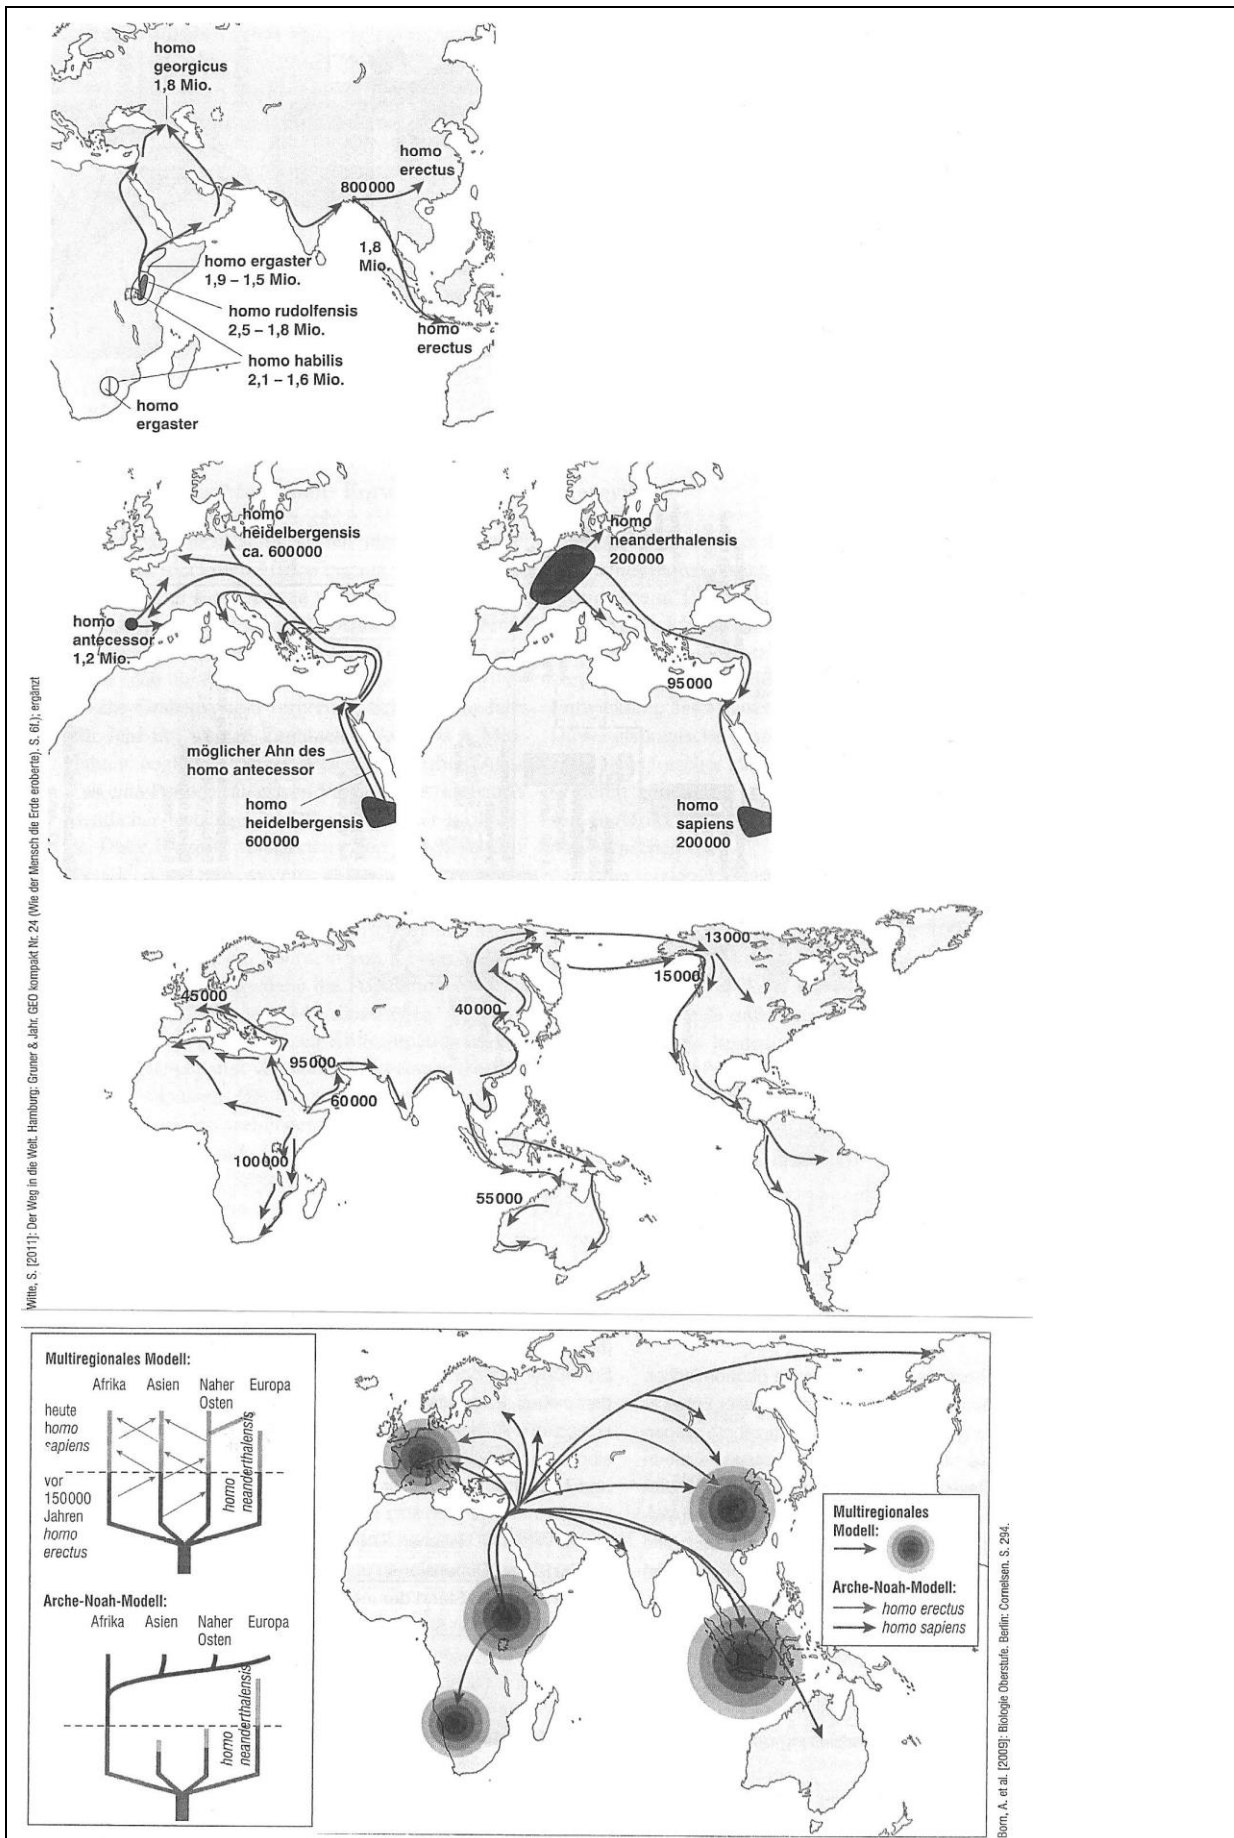 homo
georgicus
1,8 Mio.
homo
erectus
800000
1,8
Mio.
homo ergaster
1,9 – 1,5 Mio.
homo rudolfensis
2,5 – 1,8 Mio.
homo
erectus
homo habilis
2,1 – 1,6 Mio.
homo
ergaster
homo
heidelbergensis
ca. 600000
homo
antecessor
1,2 Mio.
möglicher Ahn des
homo antecessor
homo
heidelbergensis
600000
homo
neanderthalensis
200000
95000
homo
sapiens
200000
13000
15000
45000
40000
95000
60000
100000
55000
Witte, S. [2011]: Der Weg in die Welt. Hamburg: Gruner & Jahr. GEO kompakt Nr. 24 (Wie der Mensch die Erde eroberte). S. 6f.); ergänzt
Multiregionales Modell:
Afrika Asien Naher Europa
Osten
heute
homo
sapiens
vor
150000
Jahren
homo
erectus
homo
neanderthalensis
Arche-Noah-Modell:
Afrika Asien Naher Europa
Osten
homo
neanderthalensis
Multiregionales
Modell:
Arche-Noah-Modell:
homo erectus
homo sapiens
Born, A. et al. [2009]: Biologie Oberstufe. Berlin: Cornelsen. S. 294.